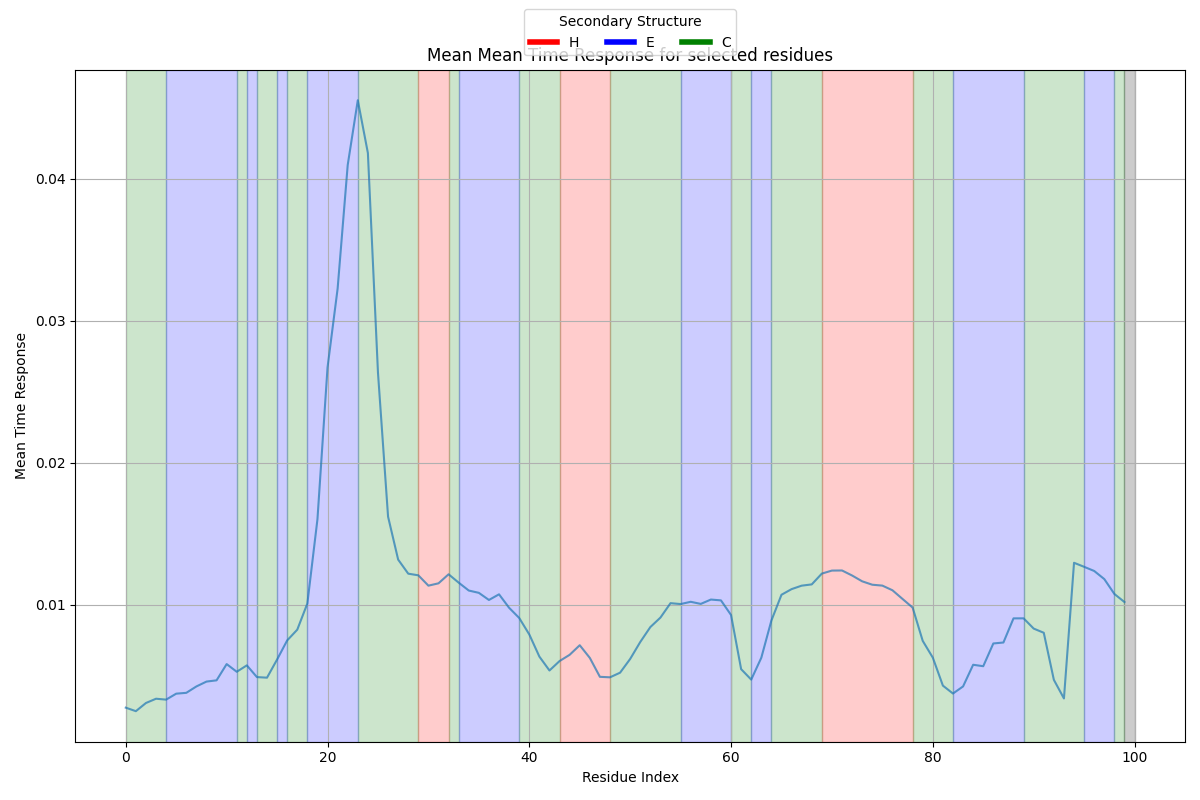 Secondary Structure
H E C
Mean Mean Time Response for selected residues
0.04
0.03
0.02
0.01
Mean Time Response
0 20 40 60 80 100
Residue Index